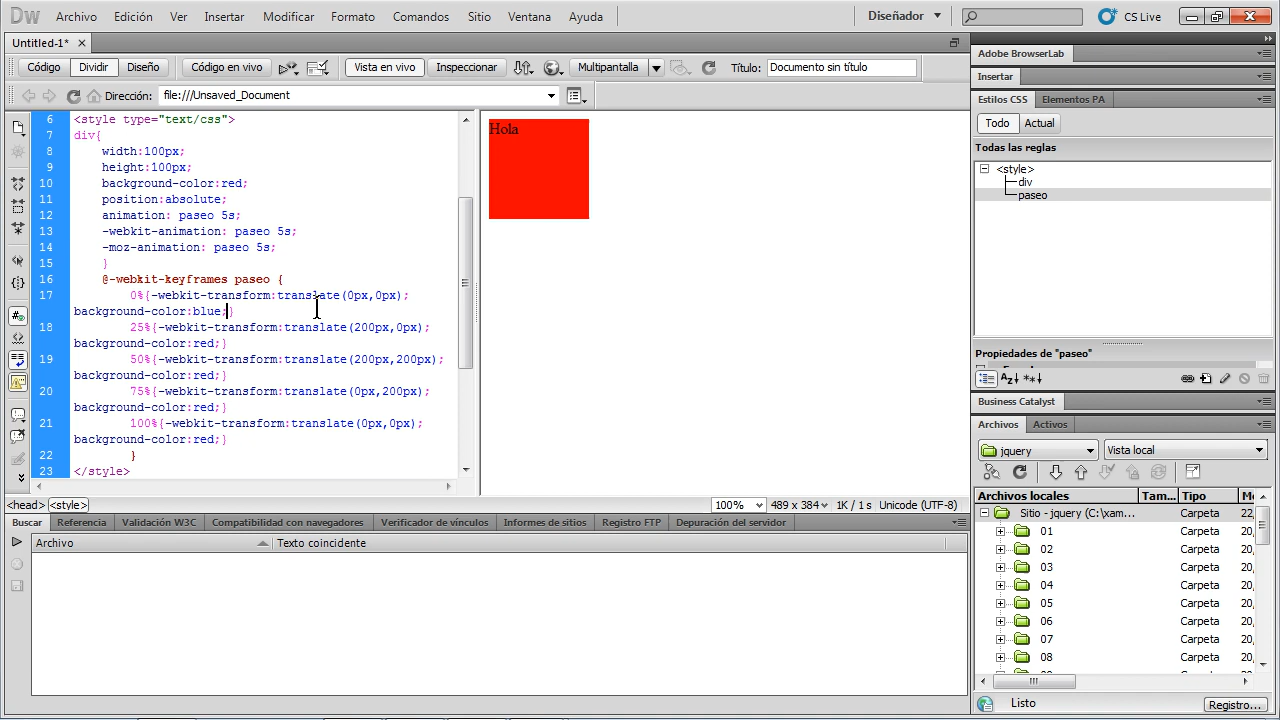 Dw Archivo Edición Ver Insertar Modificar Formato Comandos Sitio Ventana Ayuda Diseñador CS Live
Untitled-1* ×
Código Dividir Diseño Código en vivo Vista en vivo Inspeccionar Multipantalla Título: Documento sin título
Dirección: file:///Unsaved_Document
6 <style type="text/css">
7 div{
8 width:100px;
9 height:100px;
10 background-color:red;
11 position:absolute;
12 animation: paseo 5s;
13 -webkit-animation: paseo 5s;
14 -moz-animation: paseo 5s;
15 }
16 @-webkit-keyframes paseo {
17 0%{-webkit-transform:translate(0px,0px);
background-color:blue;}
18 25%{-webkit-transform:translate(200px,0px);
background-color:red;}
19 50%{-webkit-transform:translate(200px,200px);
background-color:red;}
20 75%{-webkit-transform:translate(0px,200px);
background-color:red;}
21 100%{-webkit-transform:translate(0px,0px);
background-color:red;}
22 }
23 </style>
Hola
<head> <style> 100% 489 x 384 1K / 1 s Unicode (UTF-8)
Buscar Referencia Validación W3C Compatibilidad con navegadores Verificador de vínculos Informes de sitios Registro FTP Depuración del servidor
Archivo Texto coincidente
Adobe BrowserLab
Insertar
Estilos CSS Elementos PA
Todo Actual
Todas las reglas
<style>
div
paseo
Propiedades de "paseo"
Business Catalyst
Archivos Activos
jquery Vista local
Archivos locales Tam... Tipo
Sitio - jquery (C:\xam... Carpeta 22,
01 Carpeta 20,
02 Carpeta 20,
03 Carpeta 20,
04 Carpeta 20,
05 Carpeta 20,
06 Carpeta 20,
07 Carpeta 20,
08 Carpeta 20,
Listo Registro...